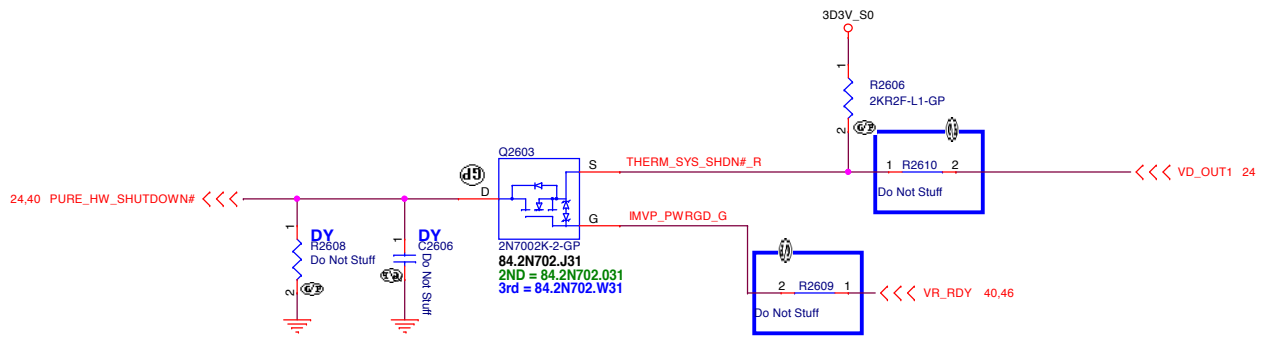 3D3V_S0
1
R2606
2KR2F-L1-GP
2
G/P
Q2603
S
THERM_SYS_SHDN#_R
1
R2610
2
VD_OUT1 24
GP
D
Do Not Stuff
24,40 PURE_HW_SHUTDOWN#
G
IMVP_PWRGD_G
1
DY
R2608
Do Not Stuff
2
G/P
1
DY
C2606
Do Not Stuff
2N7002K-2-GP
84.2N702.J31
2ND = 84.2N702.031
3rd = 84.2N702.W31
2
R2609
1
VR_RDY 40,46
Do Not Stuff